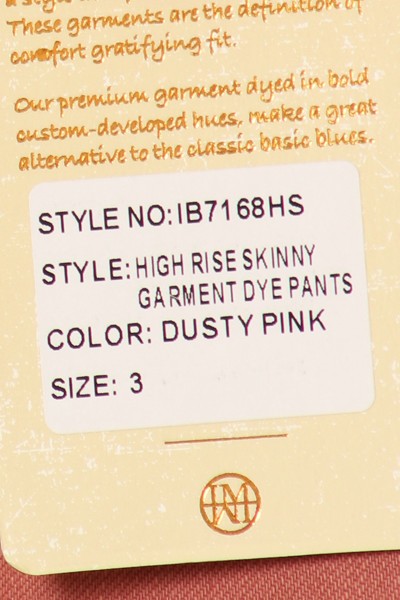 These garments are the definition of
comfort gratifying fit.
Our premium garment dyed in bold
custom-developed hues, make a great
alternative to the classic basic blues.
STYLE NO: IB7168HS
STYLE: HIGH RISE SKINNY
GARMENT DYE PANTS
COLOR: DUSTY PINK
SIZE: 3